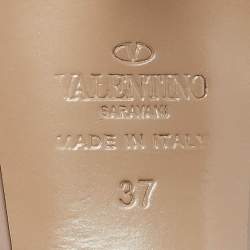 VALENTINO
GARAVANI
MADE IN ITALY
37